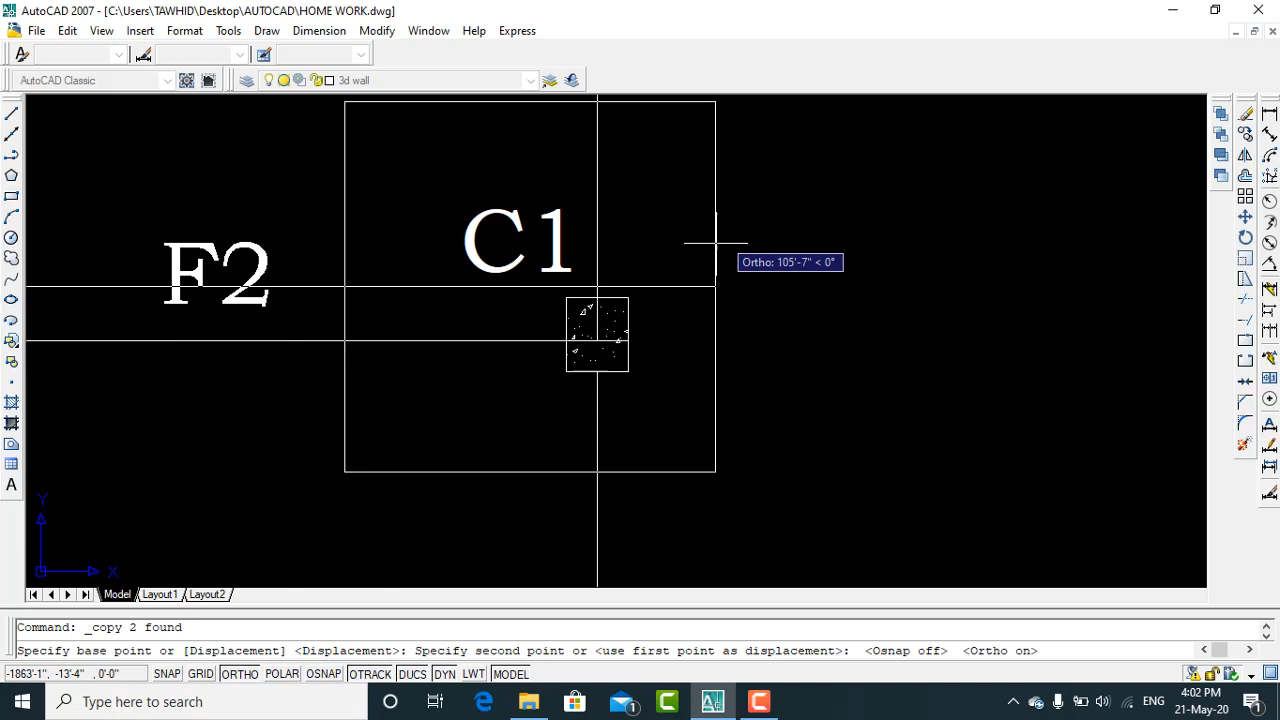 AutoCAD 2007 - [C:\Users\TAWHID\Desktop\AUTOCAD\HOME WORK.dwg]
File Edit View Insert Format Tools Draw Dimension Modify Window Help Express
AutoCAD Classic 3d wall
C1
F2
Ortho: 105'-7" < 0°
Y
X
Model Layout1 Layout2
Command: _copy 2 found
Specify base point or [Displacement] <Displacement>: Specify second point or <use first point as displacement>: <Osnap off> <Ortho on>
-1863'-1", -13'-4" , 0'-0" SNAP GRID ORTHO POLAR OSNAP OTRACK DUCS DYN LWT MODEL
Type here to search 1 ENG 4:02 PM 21-May-20 1